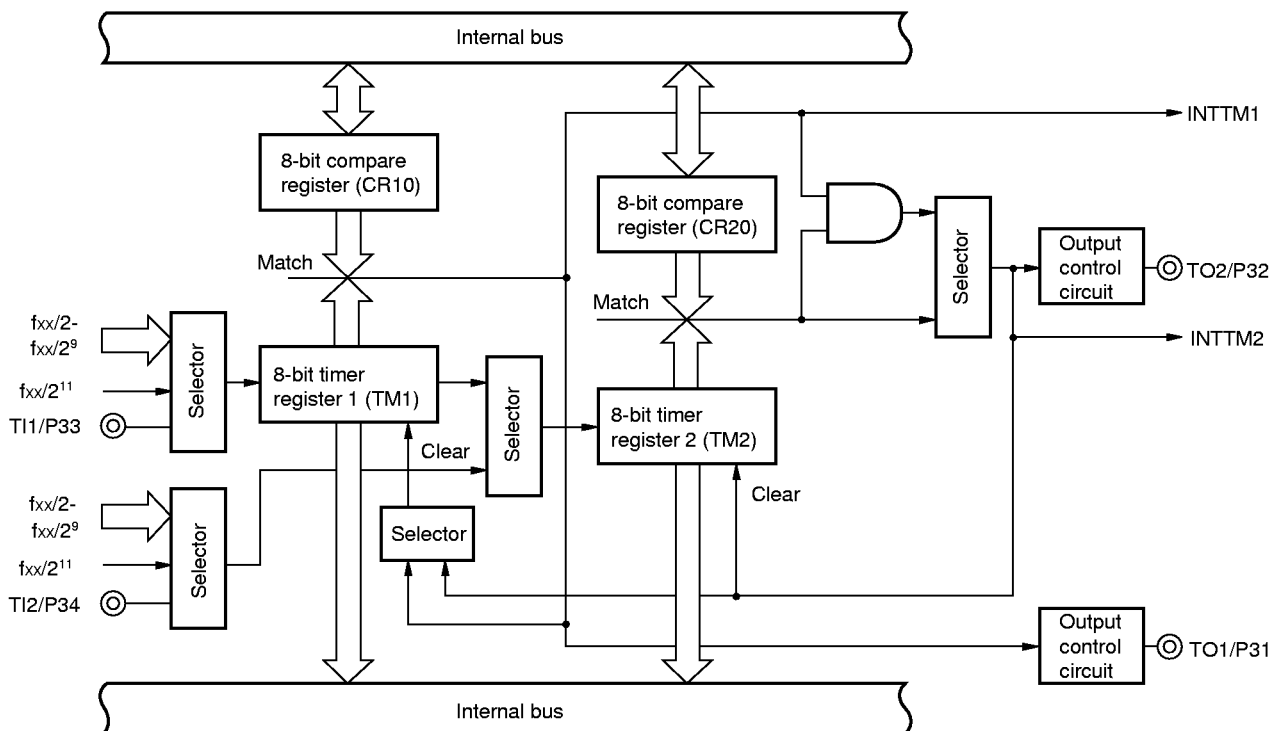 Internal bus
INTTM1
8-bit compare
register (CR10)
8-bit compare
register (CR20)
Selector
Output
control
circuit
TO2/P32
Match
Match
INTTM2
fxx/2-
fxx/2⁹
fxx/2¹¹
TI1/P33
Selector
8-bit timer
register 1 (TM1)
Selector
8-bit timer
register 2 (TM2)
Clear
Clear
fxx/2-
fxx/2⁹
fxx/2¹¹
TI2/P34
Selector
Selector
Output
control
circuit
TO1/P31
Internal bus